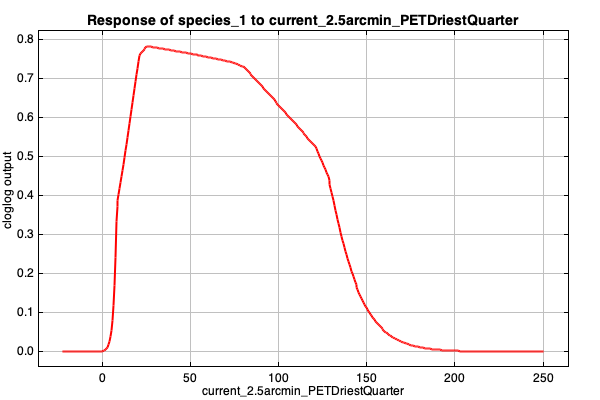 Response of species_1 to current_2.5arcmin_PETDriestQuarter
0.8
0.7
0.6
0.5
0.4
0.3
0.2
0.1
0.0
cloglog output
0 50 100 150 200 250
current_2.5arcmin_PETDriestQuarter